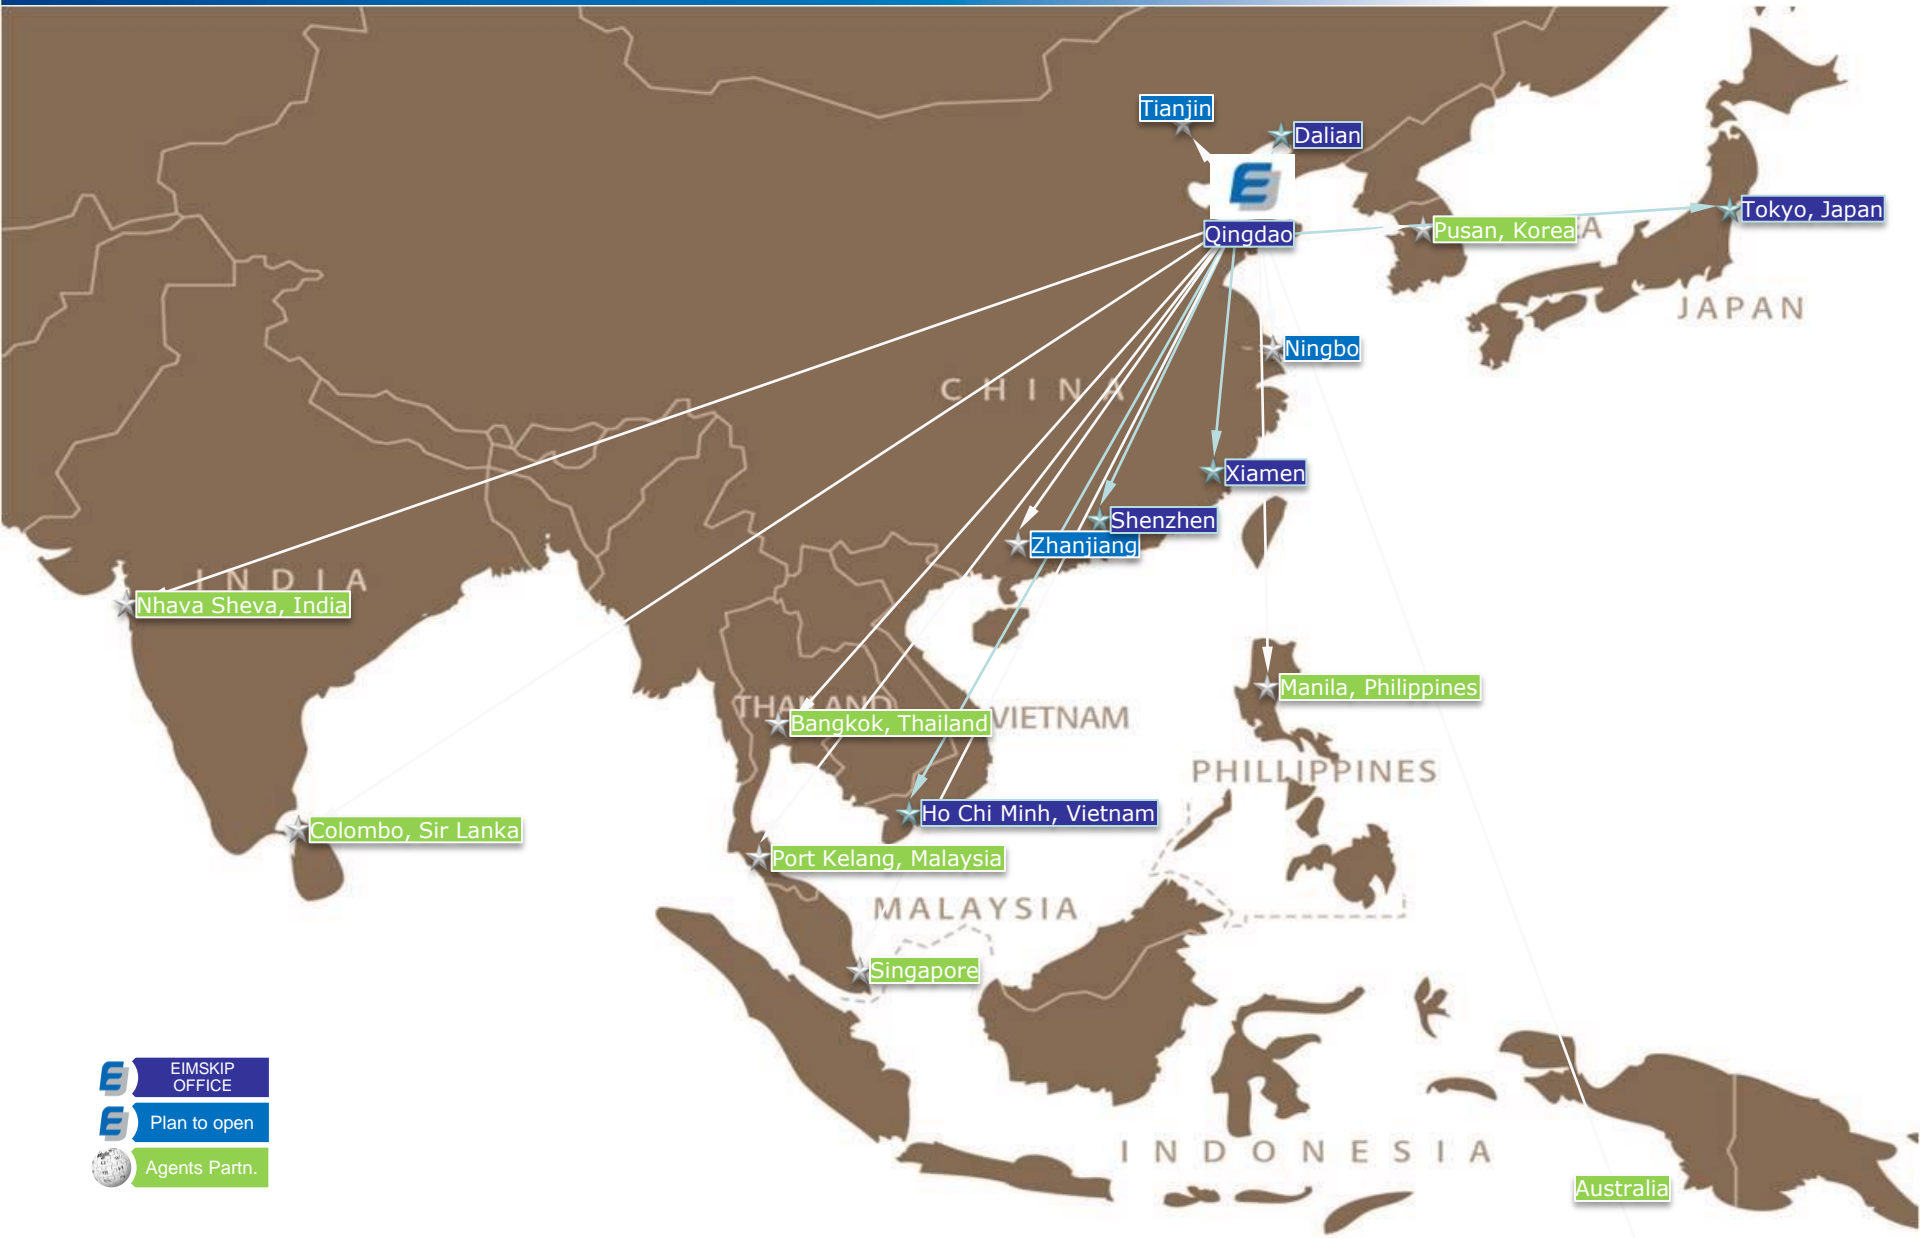 Tianjin
Dalian
Qingdao
Tokyo, Japan
Pusan, Korea
A
JAPAN
Ningbo
CHINA
Xiamen
Shenzhen
Zhanjiang
INDIA
Nhava Sheva, India
Manila, Philippines
THAILAND
Bangkok, Thailand
VIETNAM
PHILLIPPINES
Ho Chi Minh, Vietnam
Colombo, Sir Lanka
Port Kelang, Malaysia
MALAYSIA
Singapore
EIMSKIP
OFFICE
Plan to open
Agents Partn.
INDONESIA
Australia